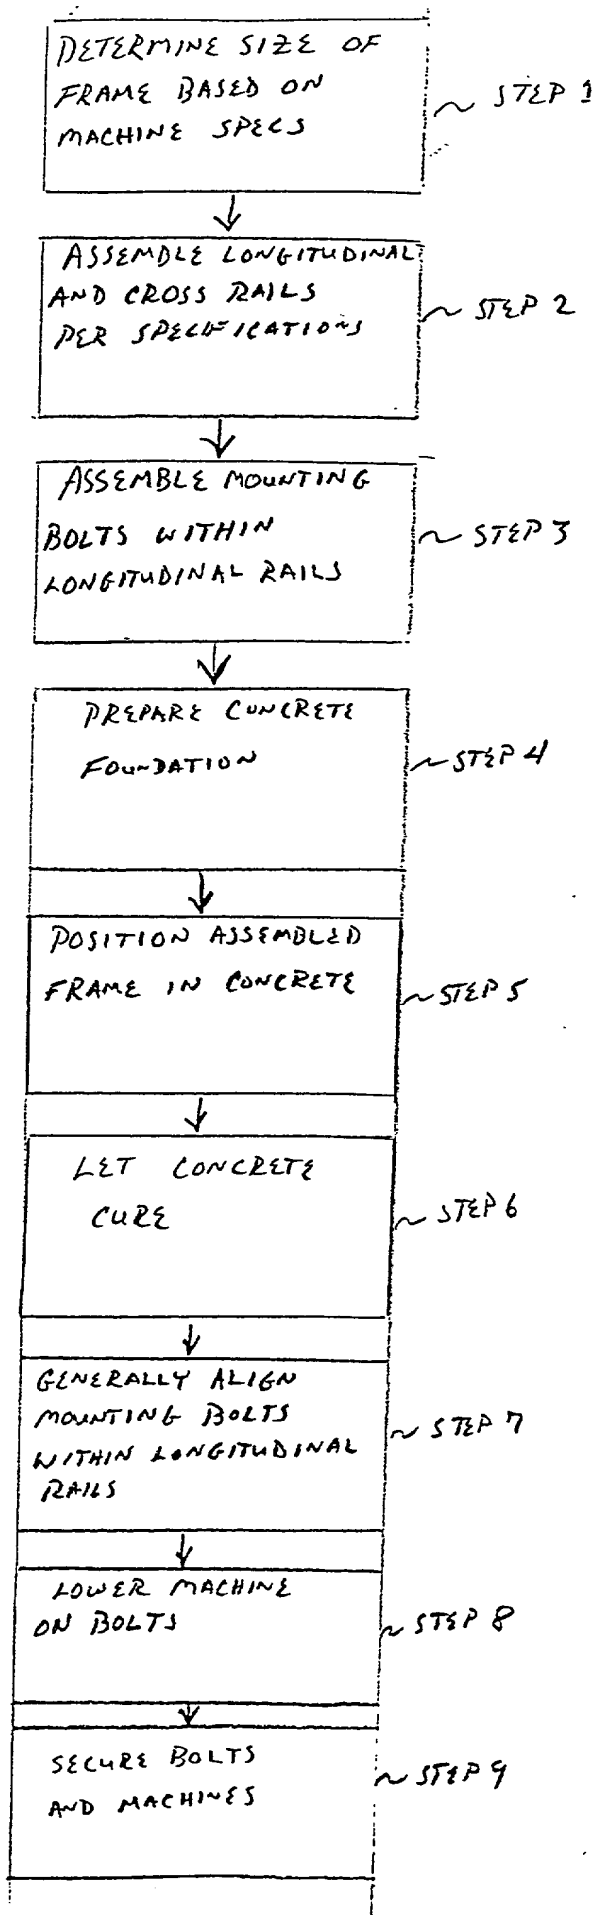 DETERMINE SIZE OF
FRAME BASED ON
MACHINE SPECS
STEP 1
ASSEMBLE LONGITUDINAL
AND CROSS RAILS
PER SPECIFICATIONS
STEP 2
ASSEMBLE MOUNTING
BOLTS WITHIN
LONGITUDINAL RAILS
STEP 3
PREPARE CONCRETE
FOUNDATION
STEP 4
POSITION ASSEMBLED
FRAME IN CONCRETE
STEP 5
LET CONCRETE
CURE
STEP 6
GENERALLY ALIGN
MOUNTING BOLTS
WITHIN LONGITUDINAL
RAILS
STEP 7
LOWER MACHINE
ON BOLTS
STEP 8
SECURE BOLTS
AND MACHINES
STEP 9